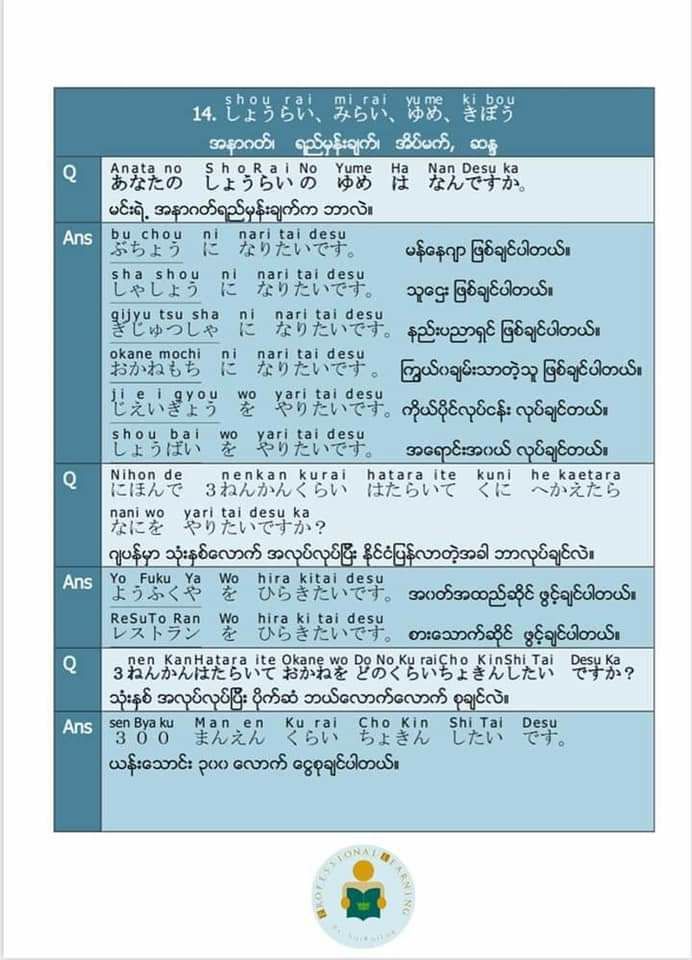 shou rai mi rai yu me ki bou
14. しょうらい、みらい、ゆめ、きぼう
အနာဂတ်၊ ရည်မှန်းချက်၊ အိပ်မက်, ဆန္ဒ
Q
Anata no ShoRai No Yume Ha Nan Desu ka
あなたの しょうらい の ゆめ は なんですか。
မင်းရဲ့ အနာဂတ်ရည်မှန်းချက်က ဘာလဲ။
Ans
bu chou ni nari tai desu
ぶちょう に なりたいです。 မန်နေဂျာ ဖြစ်ချင်ပါတယ်။
sha shou ni nari tai desu
しゃしょう に なりたいです。 သူဌေး ဖြစ်ချင်ပါတယ်။
gijyu tsu sha ni nari tai desu
ぎじゅつしゃ に なりたいです。 နည်းပညာရှင် ဖြစ်ချင်ပါတယ်။
okane mochi ni nari tai desu
おかねもち に なりたいです。 ကြွယ်ဝချမ်းသာတဲ့သူ ဖြစ်ချင်ပါတယ်။
ji e i gyou wo yari tai desu
じえいぎょう を やりたいです。 ကိုယ်ပိုင်လုပ်ငန်း လုပ်ချင်တယ်။
shou bai wo yari tai desu
しょうばい を やりたいです。 အရောင်းအဝယ် လုပ်ချင်တယ်။
Q
Nihon de nenkan kurai hatara ite kuni he kaetara
にほんで 3ねんかんくらい はたらいて くに へかえたら
nani wo yari tai desu ka
なにを やりたいですか?
ဂျပန်မှာ သုံးနှစ်လောက် အလုပ်လုပ်ပြီး နိုင်ငံပြန်လာတဲ့အခါ ဘာလုပ်ချင်လဲ။
Ans
Yo Fuku Ya Wo hira kitai desu
ようふくや を ひらきたいです。 အဝတ်အထည်ဆိုင် ဖွင့်ချင်ပါတယ်။
ReSuTo Ran Wo hira ki tai desu
レストラン を ひらきたいです。 စားသောက်ဆိုင် ဖွင့်ချင်ပါတယ်။
Q
nen KanHatara ite Okane wo Do No Ku raiCho KinShi Tai Desu Ka
3ねんかんはたらいて おかねを どのくらいちょきんしたい ですか?
သုံးနှစ် အလုပ်လုပ်ပြီး ပိုက်ဆံ ဘယ်လောက်လောက် စုချင်လဲ။
Ans
sen Bya ku Man en Ku rai Cho Kin Shi Tai Desu
300 まんえん くらい ちょきん したい です。
ယန်းသောင်း ၃၀၀ လောက် ငွေစုချင်ပါတယ်။
PROFESSIONAL LEARNING